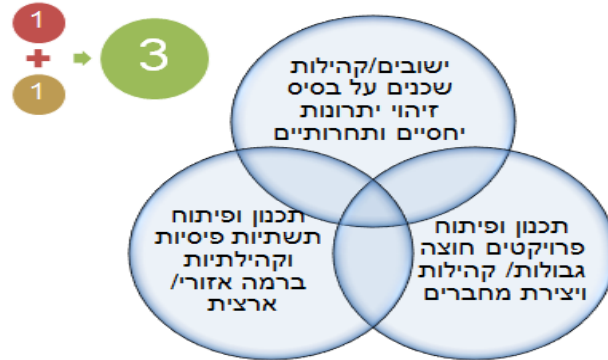 1
+
1
3
ישובים/קהילות
שכנים על בסיס
זיהוי יתרונות
יחסיים ותחרותיים
תכנון ופיתוח
תשתיות פיסיות
וקהילתיות
ברמה אזורי/
ארצית
תכנון ופיתוח
פרויקטים חוצה
גבולות/ קהילות
ויצירת מחברים